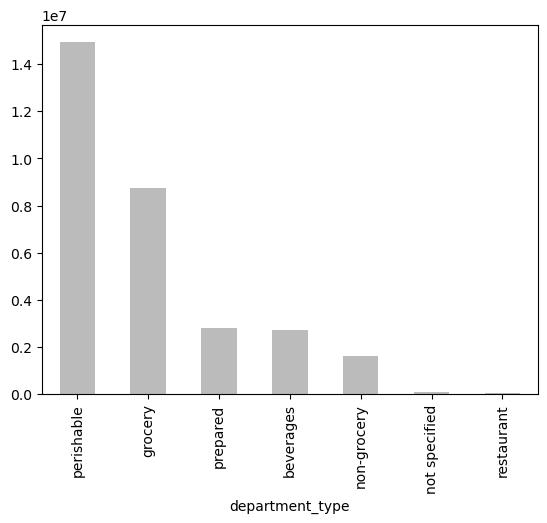 1e7
1.4
1.2
1.0
0.8
0.6
0.4
0.2
0.0
perishable
grocery
prepared
beverages
non-grocery
not specified
restaurant
department_type